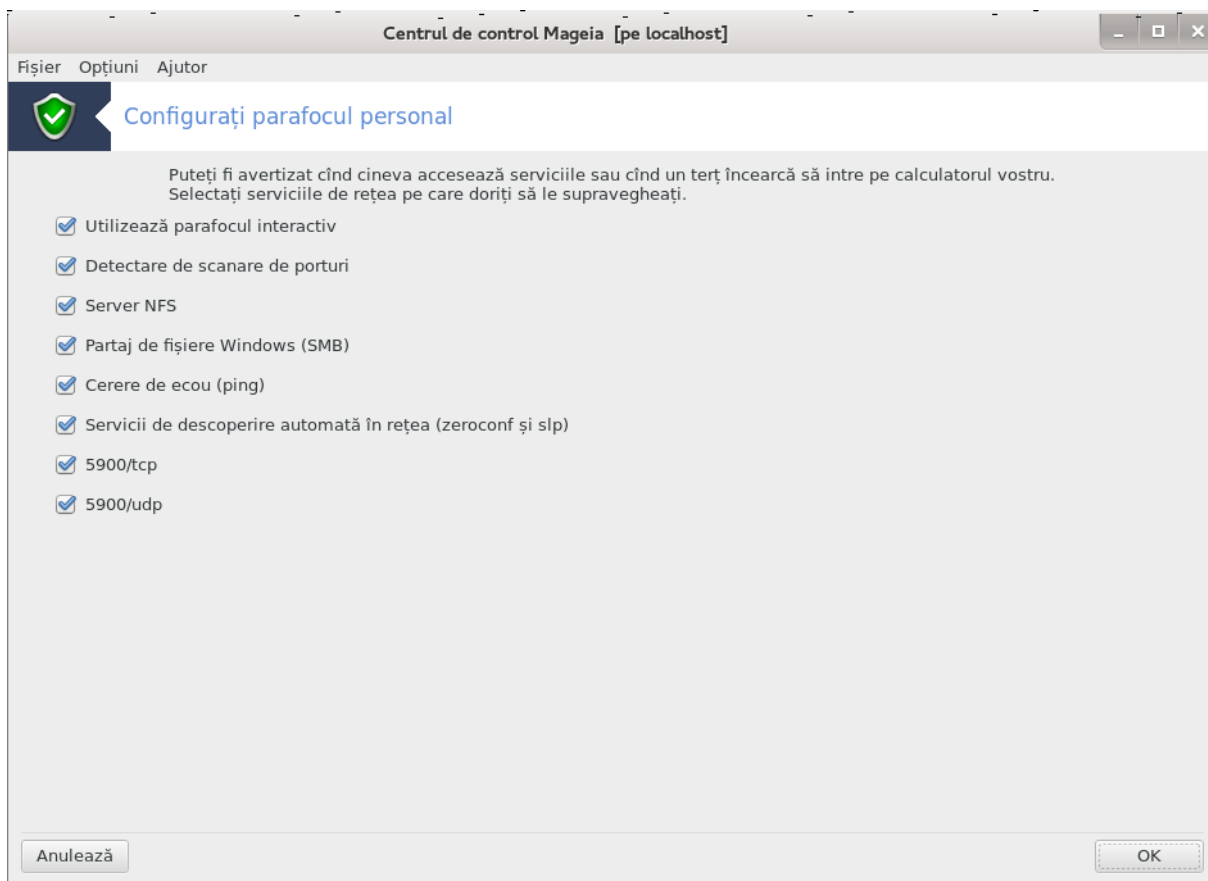 Centrul de control Mageia [pe localhost]
Fișier Opțiuni Ajutor
Configurați parafocul personal
Puteți fi avertizat cînd cineva accesează serviciile sau cînd un terț încearcă să intre pe calculatorul vostru.
Selectați serviciile de rețea pe care doriți să le supravegheați.
Utilizează parafocul interactiv
Detectare de scanare de porturi
Server NFS
Partaj de fișiere Windows (SMB)
Cerere de ecou (ping)
Servicii de descoperire automată în rețea (zeroconf și slp)
5900/tcp
5900/udp
Anulează OK